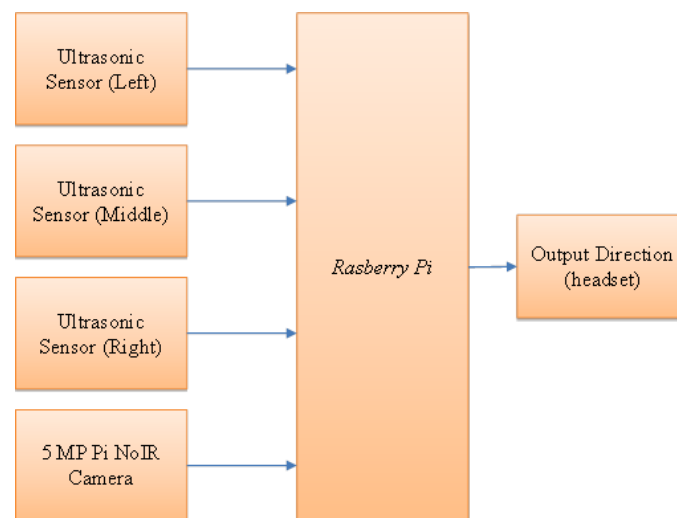 Ultrasonic
Sensor (Left)
Ultrasonic
Sensor (Middle)
Ultrasonic
Sensor (Right)
5 MP Pi NoIR
Camera
Rasberry Pi
Output Direction
(headset)